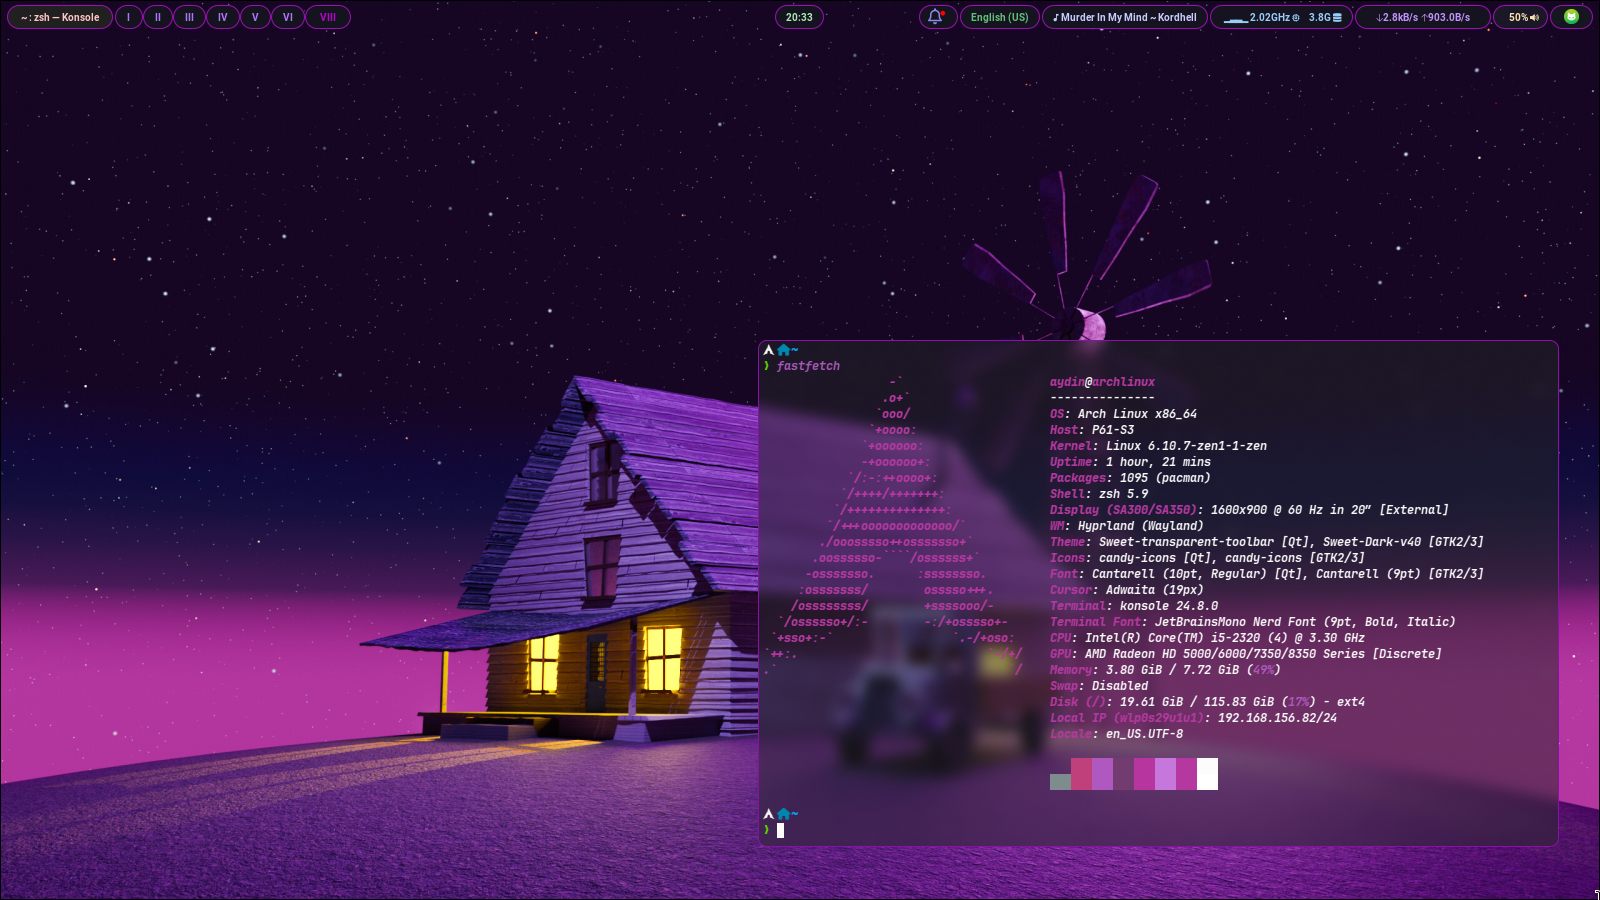 ~ : zsh — Konsole
I II III IV V VI VIII
20:33
English (US)
Murder In My Mind ~ Kordhell
2.02GHz 3.8G
↓2.8kB/s ↑903.0B/s
50%
~
❯ fastfetch
-`
.o+`
`ooo/
`+oooo:
`+oooooo:
-+oooooo+:
`/:-:++oooo+:
`/++++/+++++++:
`/++++++++++++++:
`/+++ooooooooooooo/`
./ooosssso++osssssso+`
.oossssso-````/ossssss+`
-osssssso.      :ssssssso.
:osssssss/        osssso+++.
/ossssssss/        +ssssooo/-
`/ossssso+/:-        -:/+osssso+-
`+sso+:-`                 `.-/+oso:
`++:.                           `-/+/
.`                                 `/
aydin@archlinux
---------------
OS: Arch Linux x86_64
Host: P61-S3
Kernel: Linux 6.10.7-zen1-1-zen
Uptime: 1 hour, 21 mins
Packages: 1095 (pacman)
Shell: zsh 5.9
Display (SA300/SA350): 1600x900 @ 60 Hz in 20″ [External]
WM: Hyprland (Wayland)
Theme: Sweet-transparent-toolbar [Qt], Sweet-Dark-v40 [GTK2/3]
Icons: candy-icons [Qt], candy-icons [GTK2/3]
Font: Cantarell (10pt, Regular) [Qt], Cantarell (9pt) [GTK2/3]
Cursor: Adwaita (19px)
Terminal: konsole 24.8.0
Terminal Font: JetBrainsMono Nerd Font (9pt, Bold, Italic)
CPU: Intel(R) Core(TM) i5-2320 (4) @ 3.30 GHz
GPU: AMD Radeon HD 5000/6000/7350/8350 Series [Discrete]
Memory: 3.80 GiB / 7.72 GiB (49%)
Swap: Disabled
Disk (/): 19.61 GiB / 115.83 GiB (17%) - ext4
Local IP (wlp0s29u1u1): 192.168.156.82/24
Locale: en_US.UTF-8
~
❯